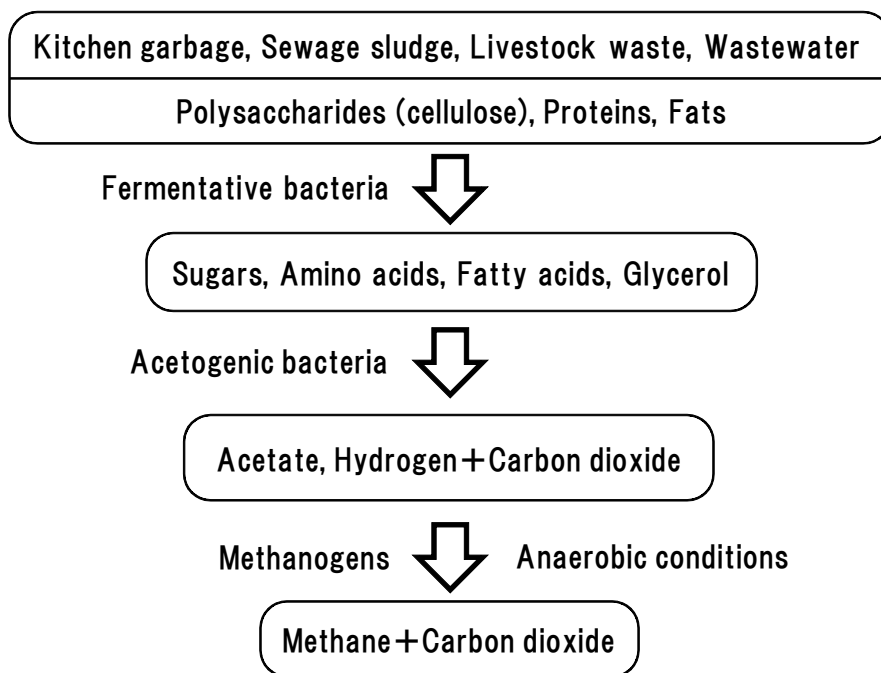 Kitchen garbage, Sewage sludge, Livestock waste, Wastewater
Polysaccharides (cellulose), Proteins, Fats
Fermentative bacteria
Sugars, Amino acids, Fatty acids, Glycerol
Acetogenic bacteria
Acetate, Hydrogen+Carbon dioxide
Methanogens
Anaerobic conditions
Methane+Carbon dioxide